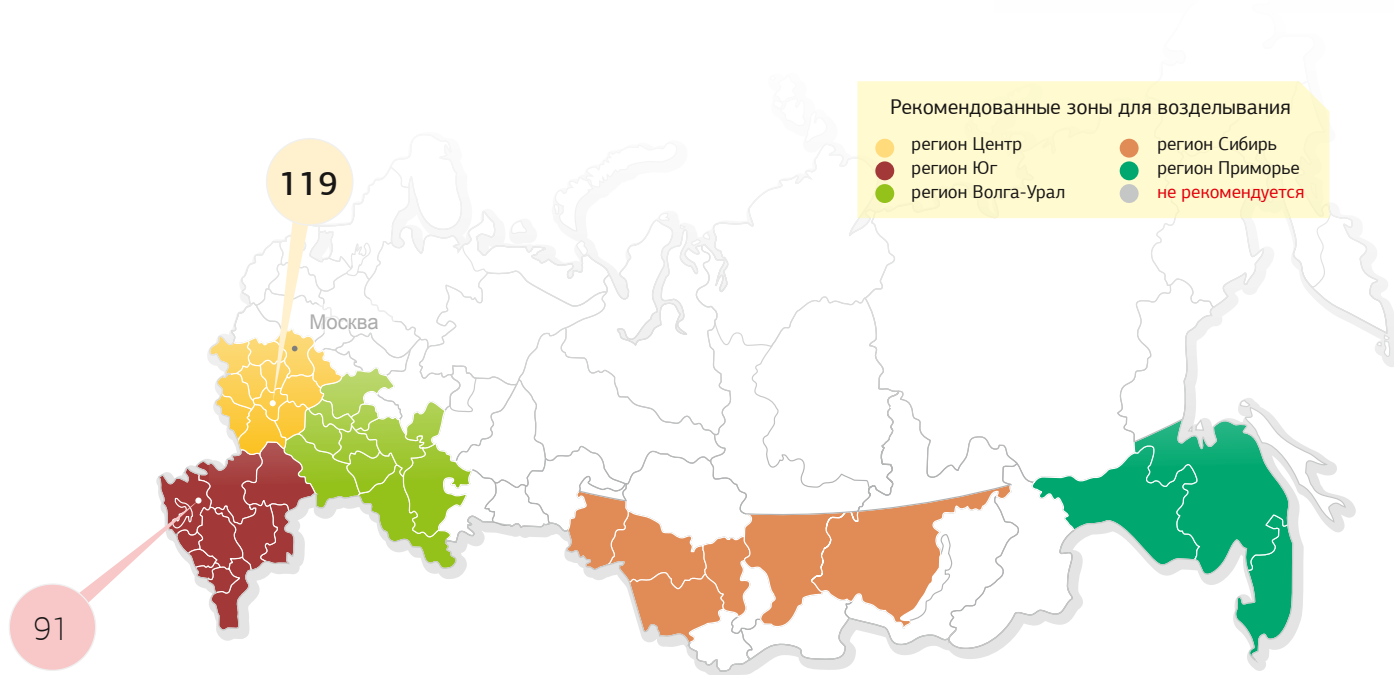 Рекомендованные зоны для возделывания
регион Центр
регион Юг
регион Волга-Урал
регион Сибирь
регион Приморье
не рекомендуется
119
Москва
91